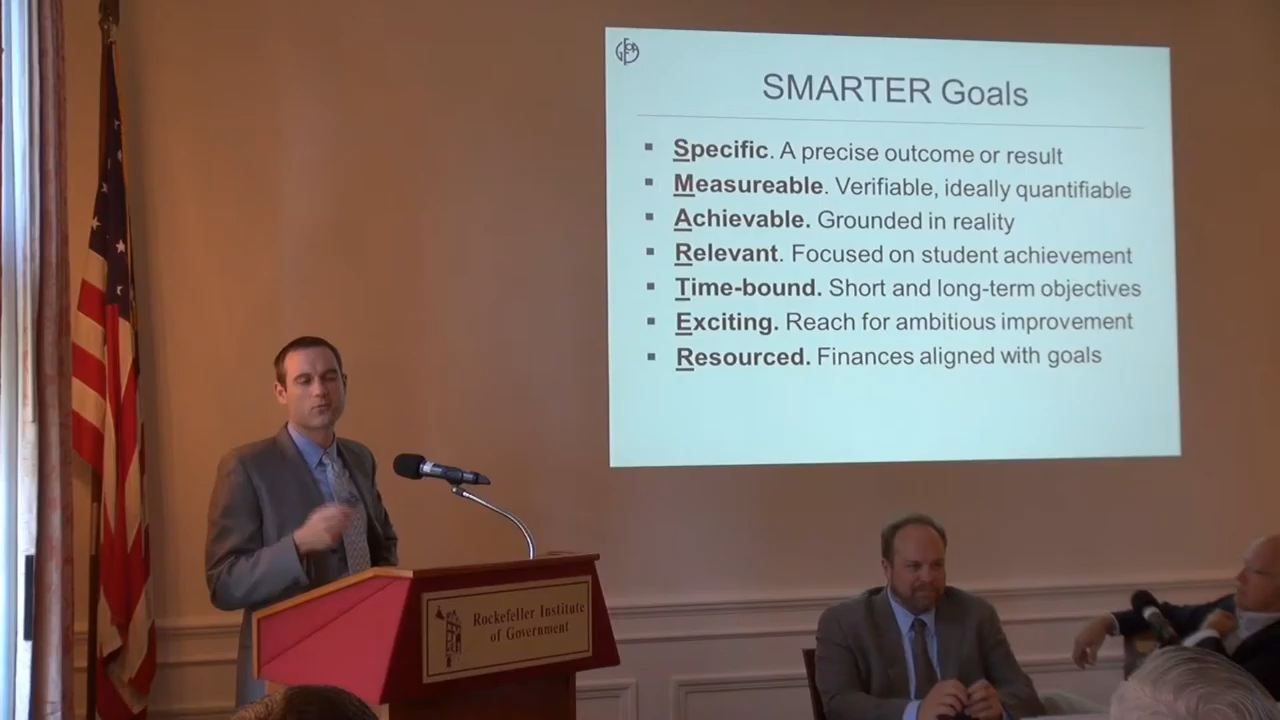 GFOA
SMARTER Goals
▪ Specific. A precise outcome or result
▪ Measureable. Verifiable, ideally quantifiable
▪ Achievable. Grounded in reality
▪ Relevant. Focused on student achievement
▪ Time-bound. Short and long-term objectives
▪ Exciting. Reach for ambitious improvement
▪ Resourced. Finances aligned with goals
Rockefeller Institute
of Government